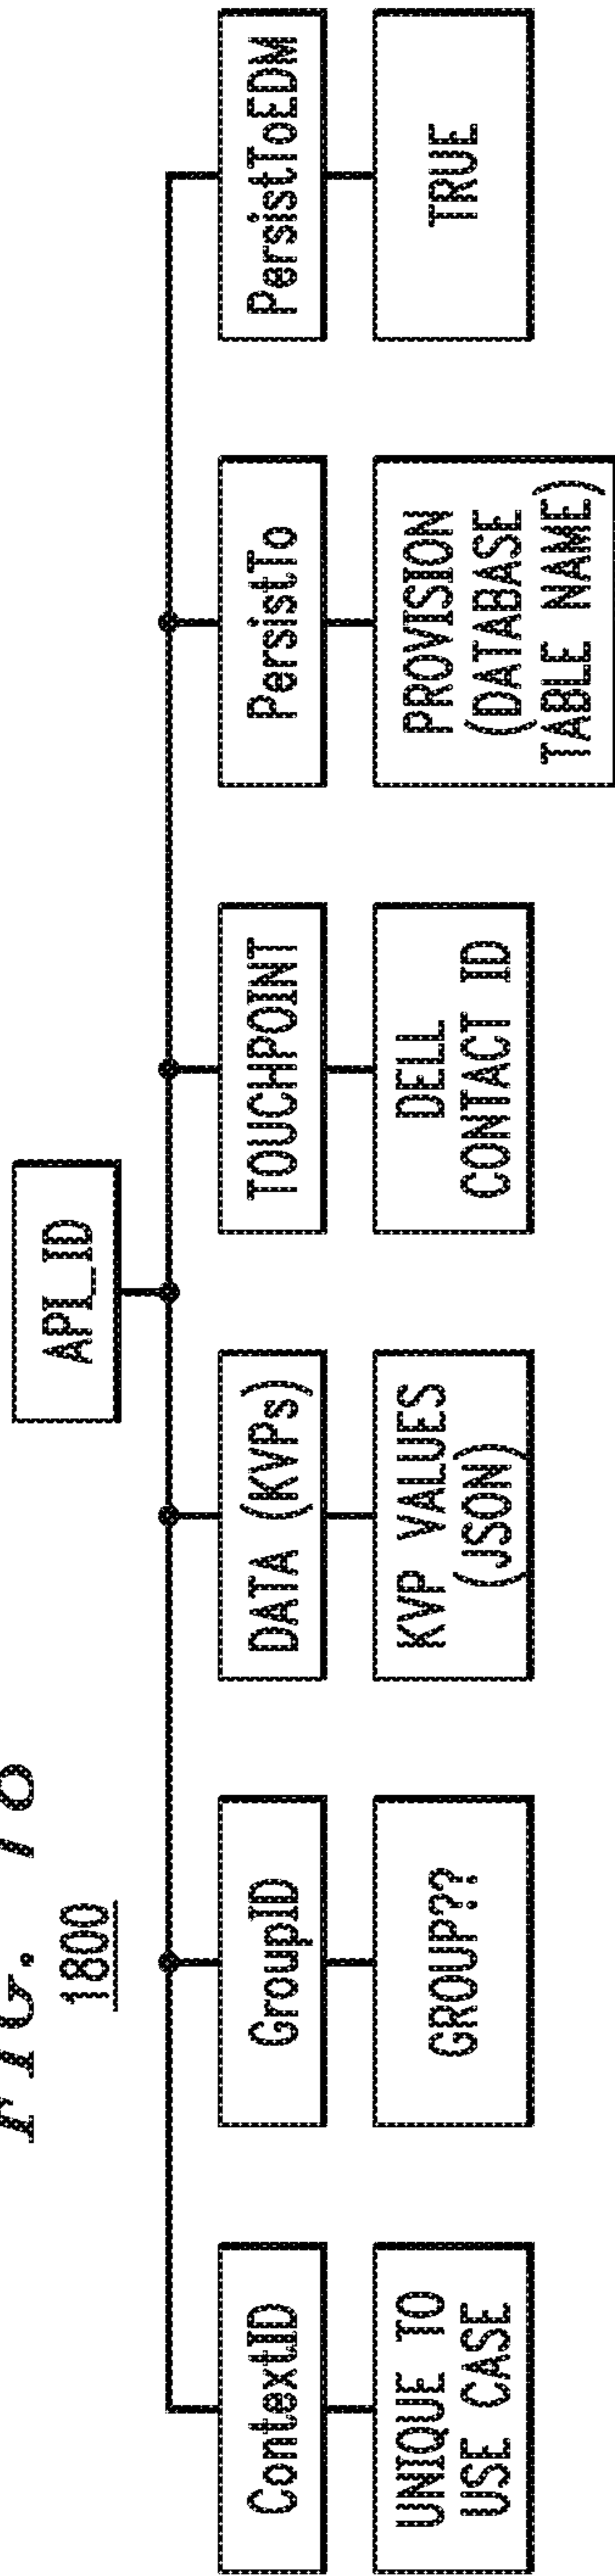 FIG. 18
1800
API_ID
ContextID
GroupID
DATA (KVPs)
TOUCHPOINT
PersistTo
PersistToEDM
UNIQUE TO
USE CASE
GROUP??
KVP VALUES
(JSON)
DELL
CONTACT ID
PROVISION
(DATABASE
TABLE NAME)
TRUE